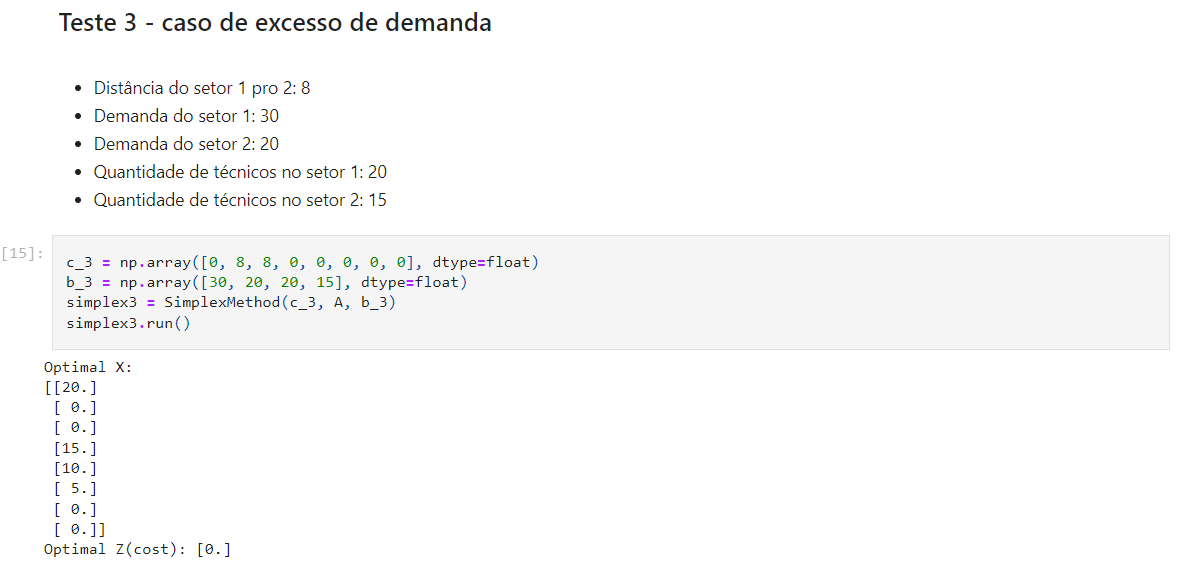 Teste 3 - caso de excesso de demanda
• Distância do setor 1 pro 2: 8
• Demanda do setor 1: 30
• Demanda do setor 2: 20
• Quantidade de técnicos no setor 1: 20
• Quantidade de técnicos no setor 2: 15
[15]:
c_3 = np.array([0, 8, 8, 0, 0, 0, 0, 0], dtype=float)
b_3 = np.array([30, 20, 20, 15], dtype=float)
simplex3 = SimplexMethod(c_3, A, b_3)
simplex3.run()
Optimal X:
[[20.]
[ 0.]
[ 0.]
[15.]
[10.]
[ 5.]
[ 0.]
[ 0.]]
Optimal Z(cost): [0.]